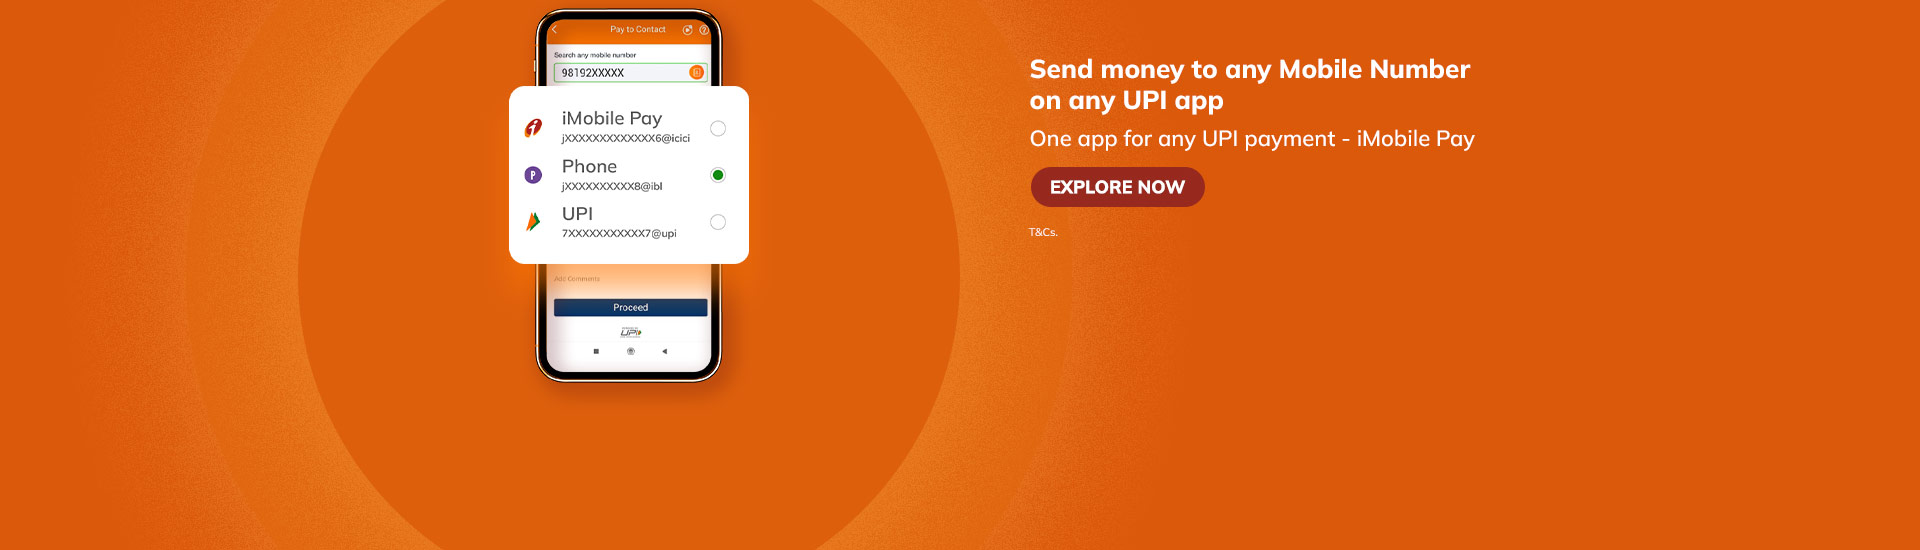 Pay to Contact
Search any mobile number
98192XXXXX
iMobile Pay
jXXXXXXXXXXXXX6@icici
P
Phone
jXXXXXXXXXX8@ibl
UPI
7XXXXXXXXXXX7@upi
Add Comments
Proceed
UPI
Send money to any Mobile Number
on any UPI app
One app for any UPI payment - iMobile Pay
EXPLORE NOW
T&Cs.